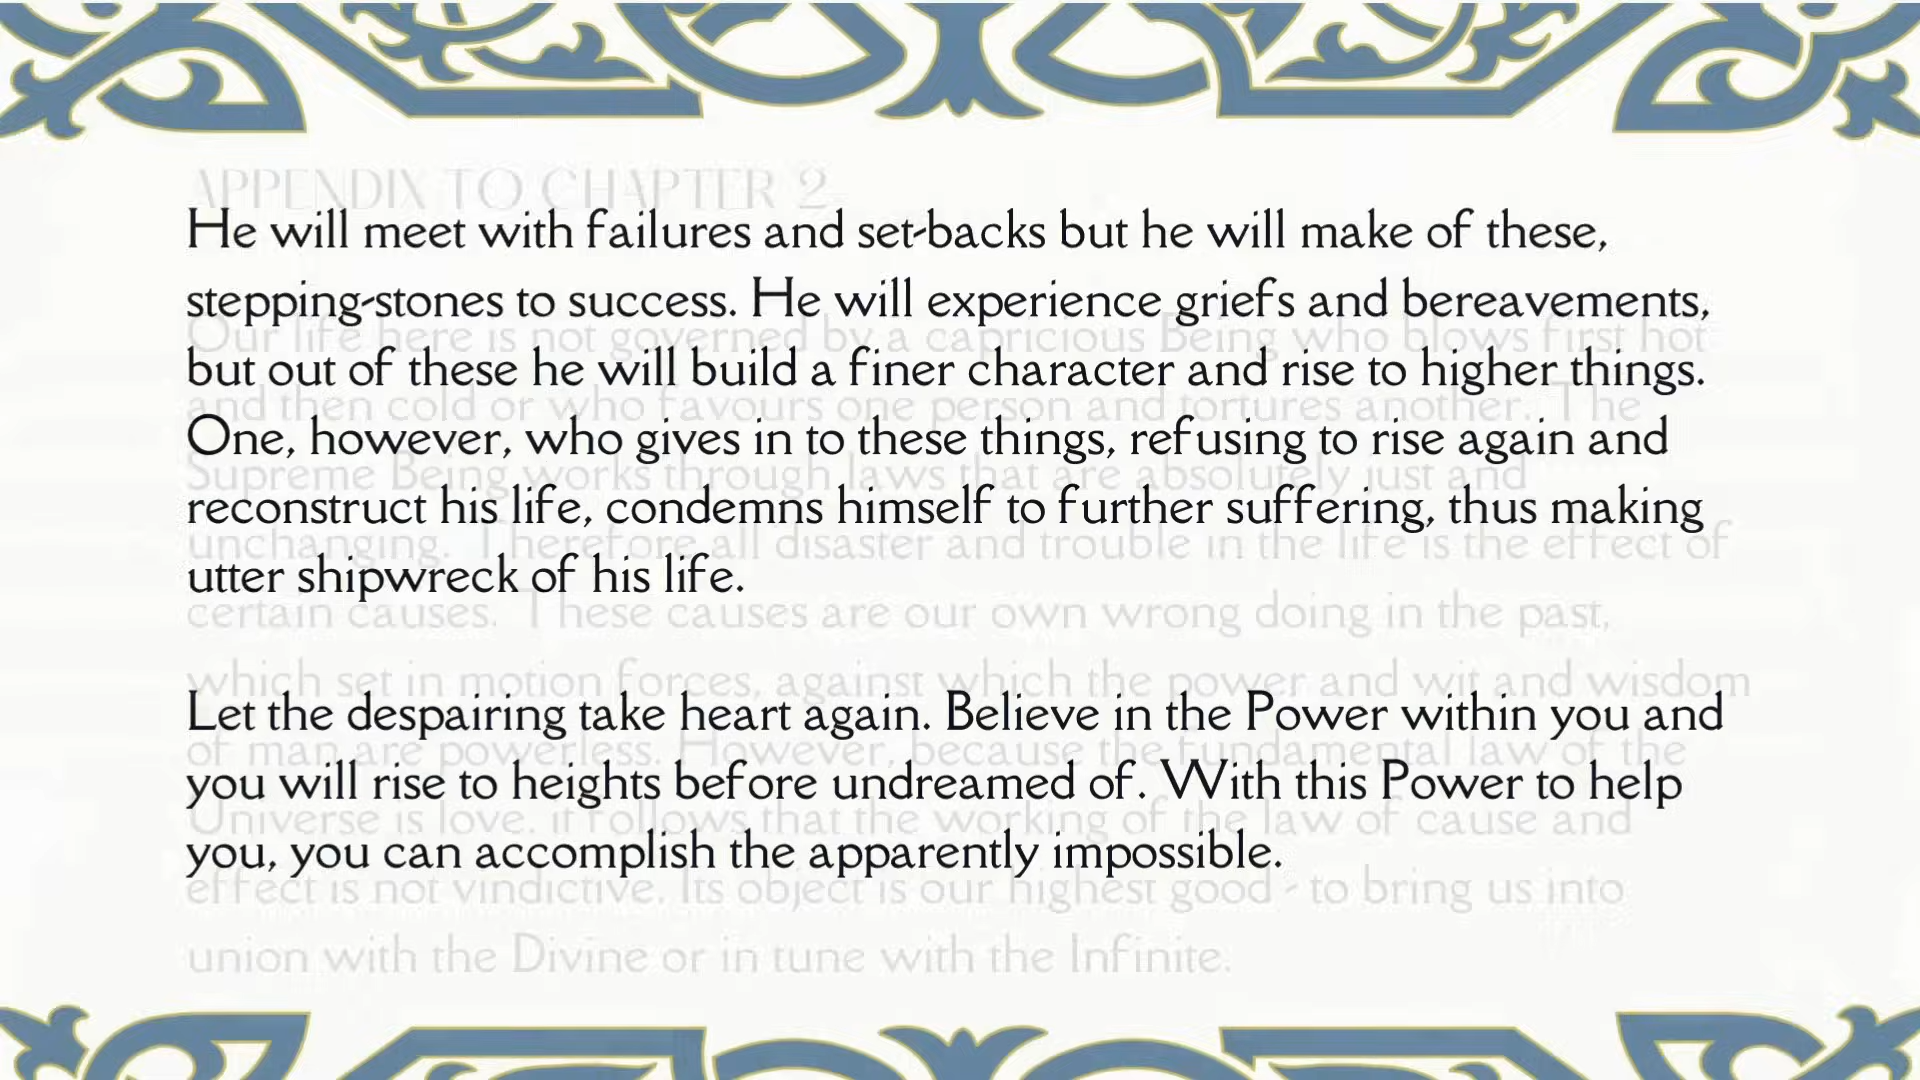 He will meet with failures and set-backs but he will make of these,
stepping-stones to success. He will experience griefs and bereavements,
but out of these he will build a finer character and rise to higher things.
One, however, who gives in to these things, refusing to rise again and
reconstruct his life, condemns himself to further suffering, thus making
utter shipwreck of his life.
Let the despairing take heart again. Believe in the Power within you and
you will rise to heights before undreamed of. With this Power to help
you, you can accomplish the apparently impossible.
APPENDIX TO CHAPTER 2
Our life here is not governed by a capricious Being who blows first hot
and then cold or who favours one person and tortures another. The
Supreme Being works through laws that are absolutely just and
unchanging. Therefore all disaster and trouble in the life is the effect of
certain causes. These causes are our own wrong doing in the past,
which set in motion forces, against which the power and wit and wisdom
of man are powerless. However, because the fundamental law of the
Universe is love, it follows that the working of the law of cause and
effect is not vindictive. Its object is our highest good - to bring us into
union with the Divine or in tune with the Infinite.